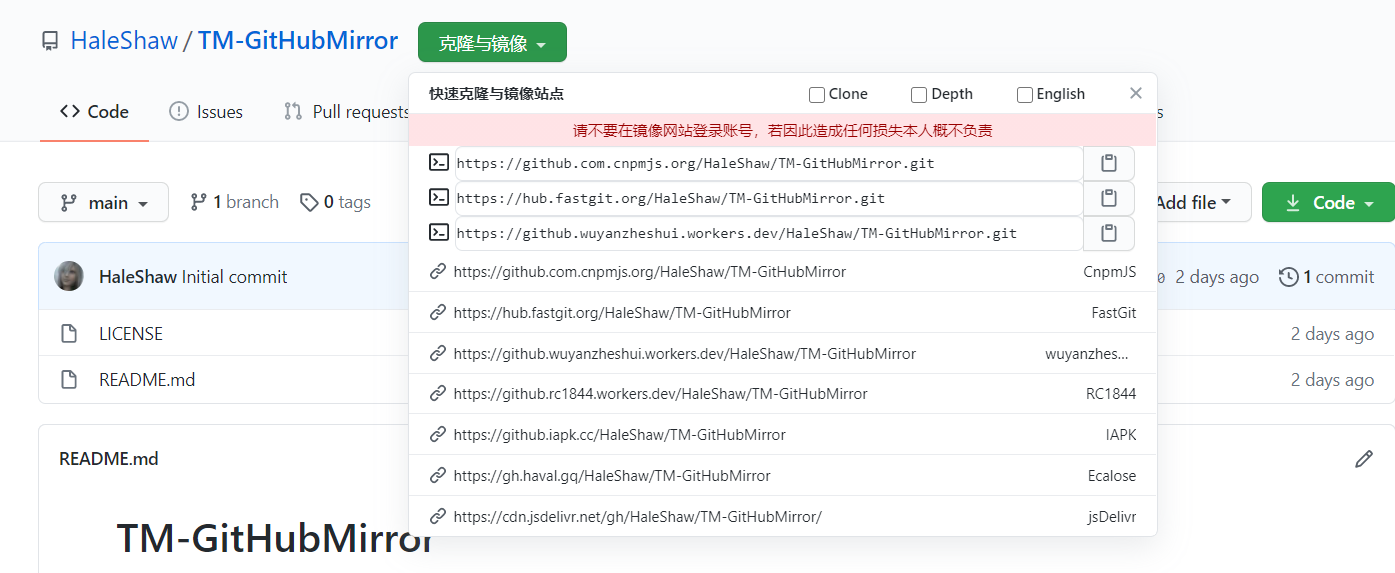 HaleShaw / TM-GitHubMirror 克隆与镜像
快速克隆与镜像站点 Clone Depth English
Code Issues Pull requests
请不要在镜像网站登录账号，若因此造成任何损失本人概不负责
https://github.com.cnpmjs.org/HaleShaw/TM-GitHubMirror.git
main 1 branch 0 tags
https://hub.fastgit.org/HaleShaw/TM-GitHubMirror.git
Add file Code
https://github.wuyanzheshui.workers.dev/HaleShaw/TM-GitHubMirror.git
HaleShaw Initial commit
https://github.com.cnpmjs.org/HaleShaw/TM-GitHubMirror CnpmJS
2 days ago 1 commit
https://hub.fastgit.org/HaleShaw/TM-GitHubMirror FastGit
LICENSE 2 days ago
https://github.wuyanzheshui.workers.dev/HaleShaw/TM-GitHubMirror wuyanzhes...
README.md 2 days ago
https://github.rc1844.workers.dev/HaleShaw/TM-GitHubMirror RC1844
https://github.iapk.cc/HaleShaw/TM-GitHubMirror IAPK
README.md
https://gh.haval.gq/HaleShaw/TM-GitHubMirror Ecalose
https://cdn.jsdelivr.net/gh/HaleShaw/TM-GitHubMirror/ jsDelivr
TM-GitHubMirror